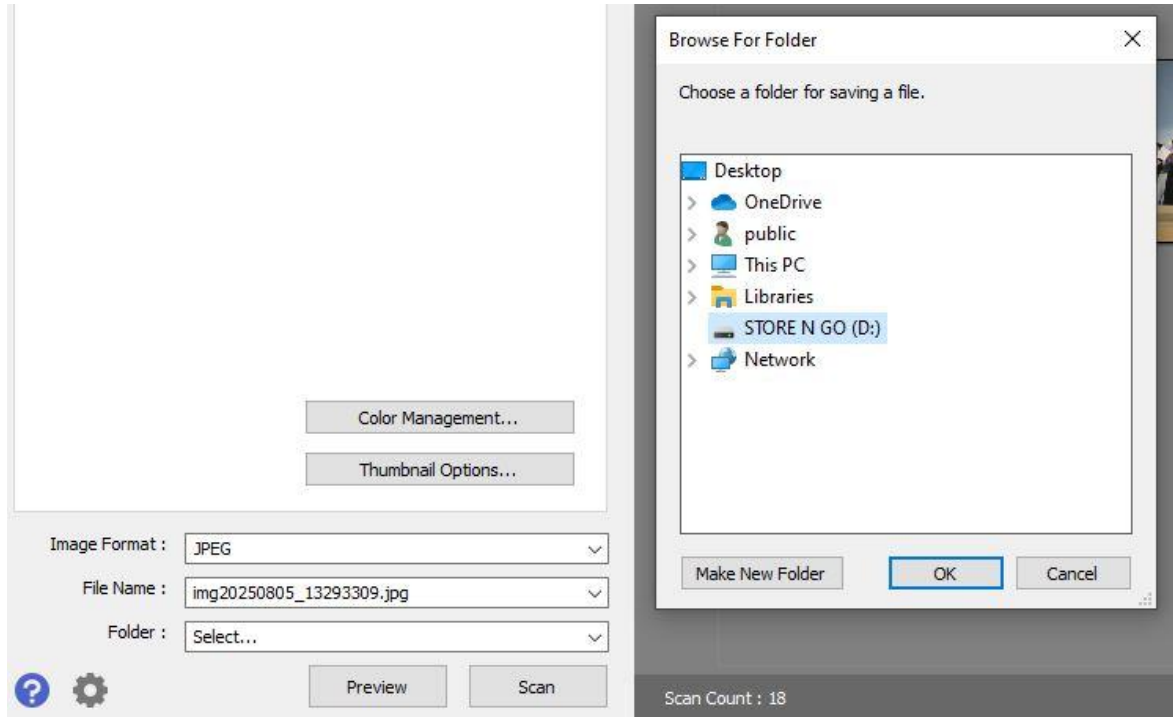 Color Management...
Thumbnail Options...
Image Format :
JPEG
File Name :
img20250805_13293309.jpg
Folder :
Select...
?
Preview
Scan
Browse For Folder
Choose a folder for saving a file.
Desktop
OneDrive
public
This PC
Libraries
STORE N GO (D:)
Network
Make New Folder
OK
Cancel
Scan Count : 18